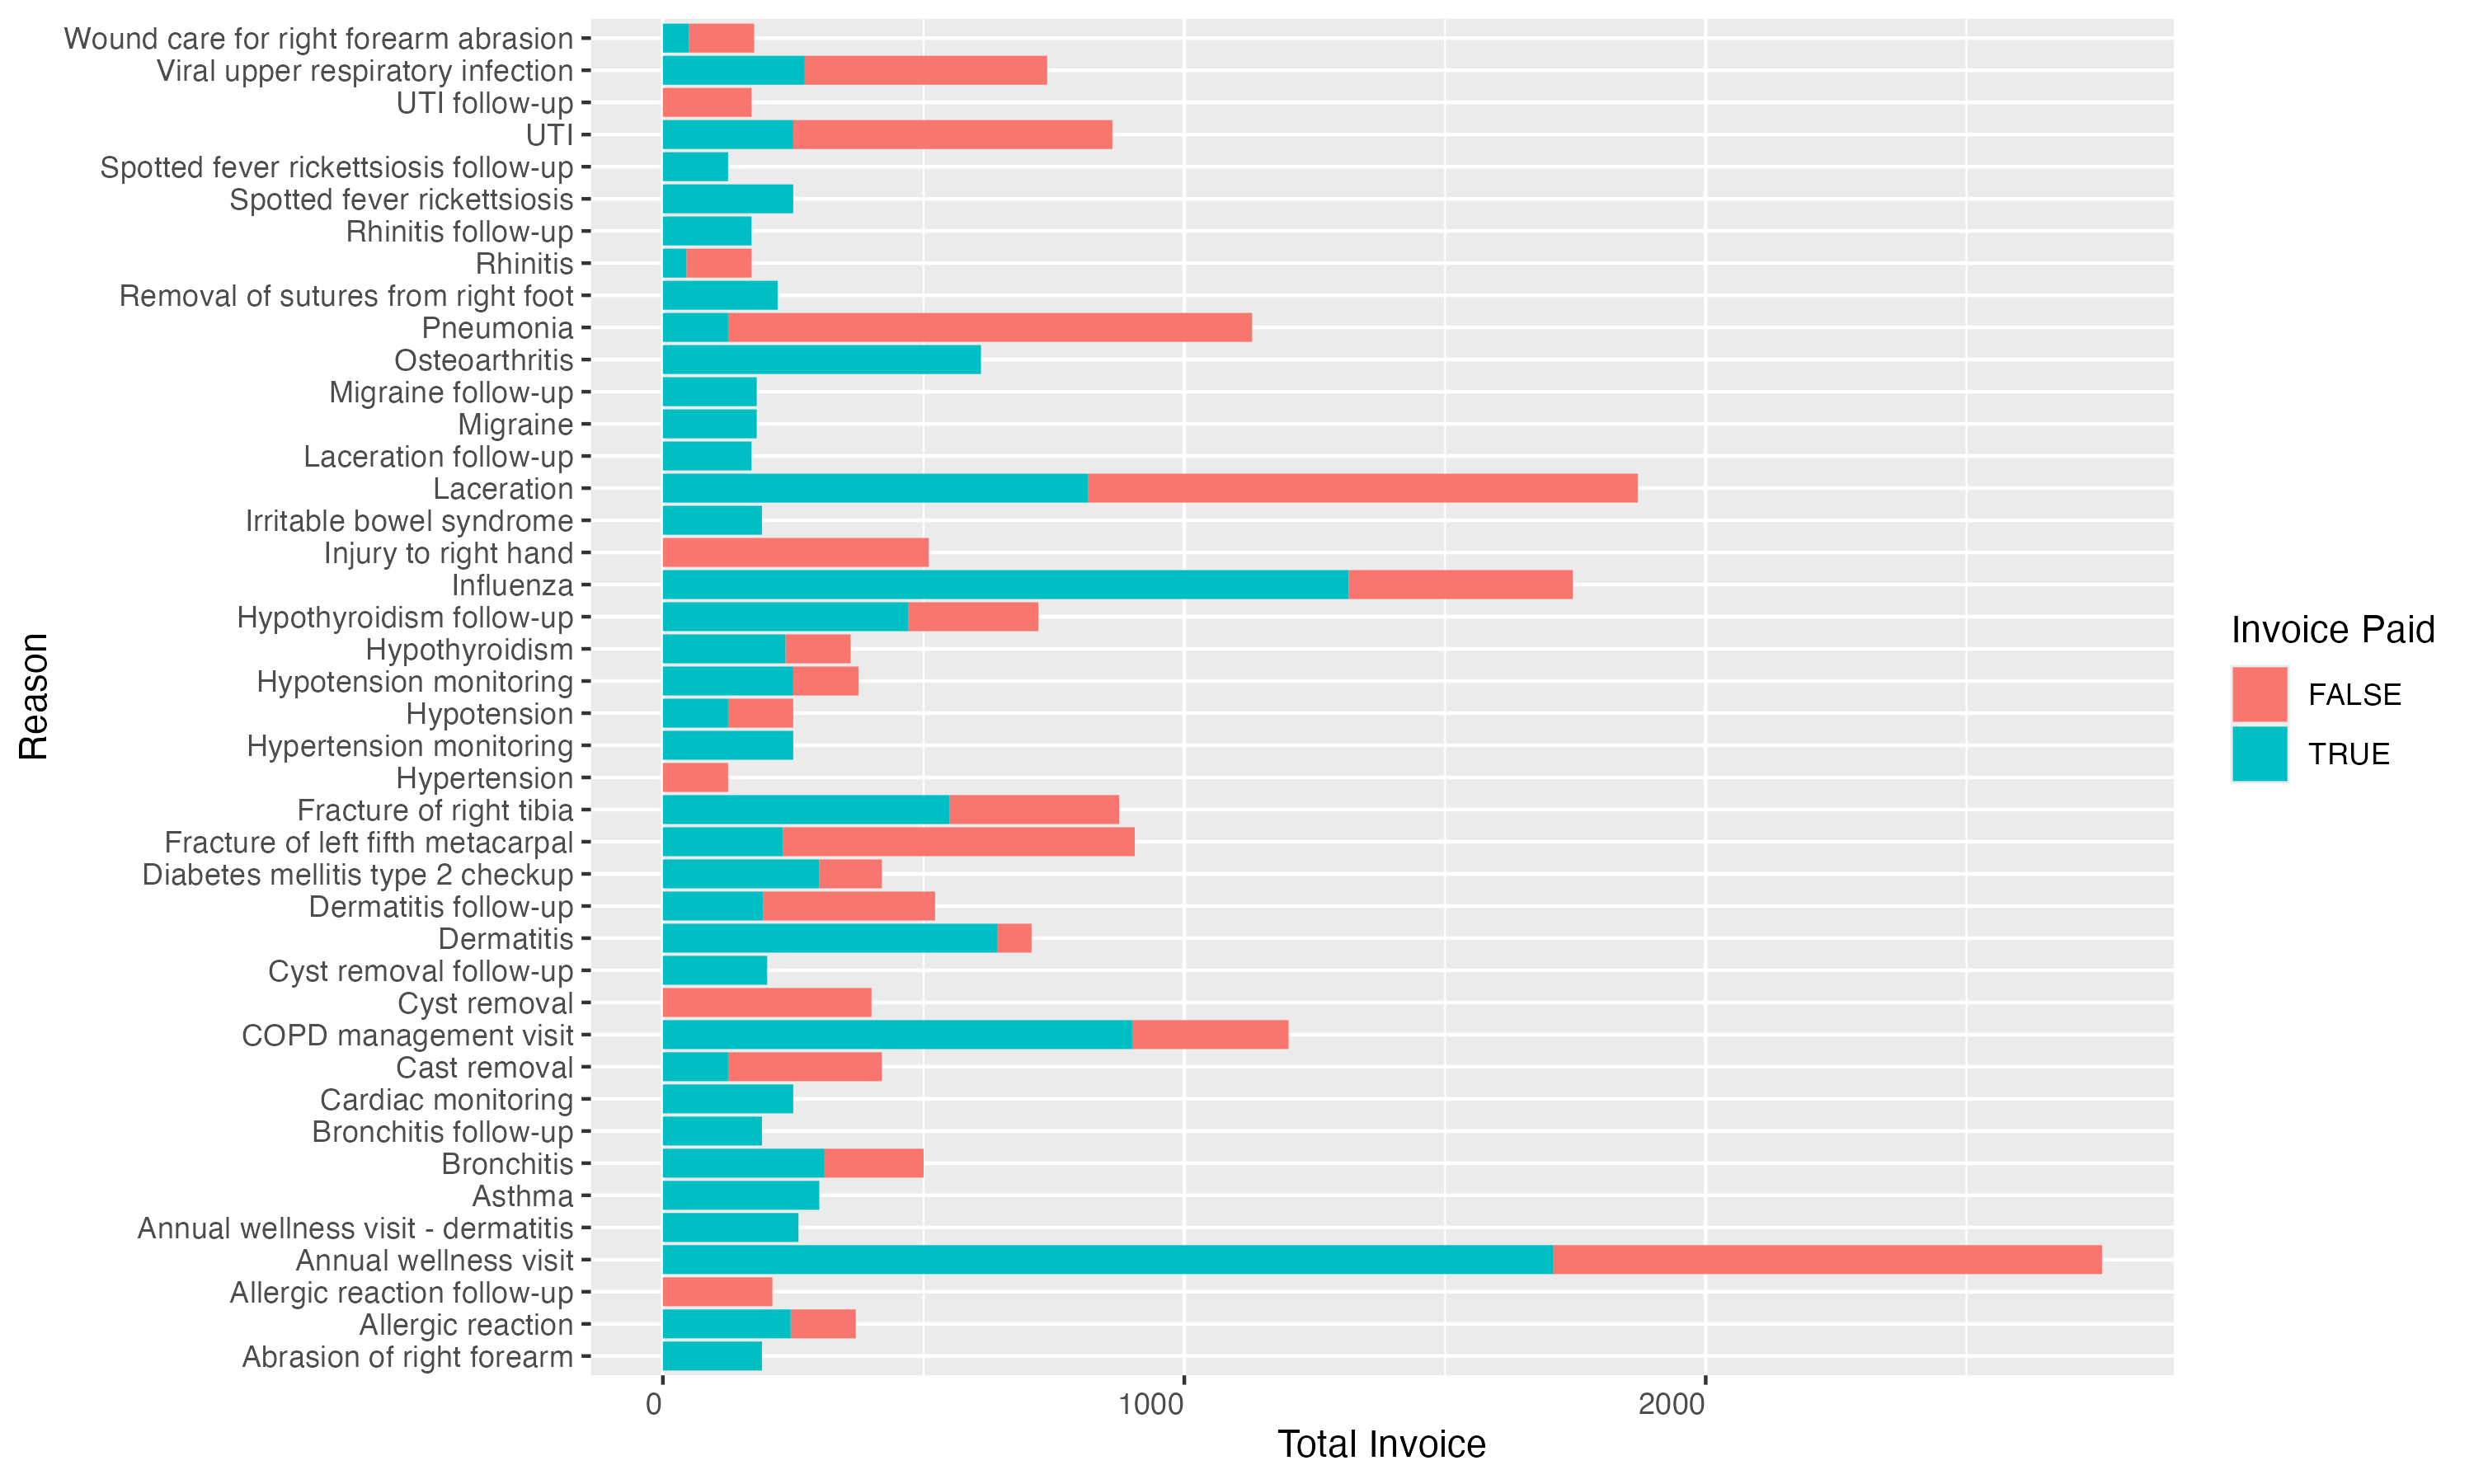 Wound care for right forearm abrasion
Viral upper respiratory infection
UTI follow-up
UTI
Spotted fever rickettsiosis follow-up
Spotted fever rickettsiosis
Rhinitis follow-up
Rhinitis
Removal of sutures from right foot
Pneumonia
Osteoarthritis
Migraine follow-up
Migraine
Laceration follow-up
Laceration
Irritable bowel syndrome
Injury to right hand
Influenza
Hypothyroidism follow-up
Hypothyroidism
Hypotension monitoring
Hypotension
Hypertension monitoring
Hypertension
Fracture of right tibia
Fracture of left fifth metacarpal
Diabetes mellitis type 2 checkup
Dermatitis follow-up
Dermatitis
Cyst removal follow-up
Cyst removal
COPD management visit
Cast removal
Cardiac monitoring
Bronchitis follow-up
Bronchitis
Asthma
Annual wellness visit - dermatitis
Annual wellness visit
Allergic reaction follow-up
Allergic reaction
Abrasion of right forearm
Reason
0 1000 2000
Total Invoice
Invoice Paid
FALSE
TRUE